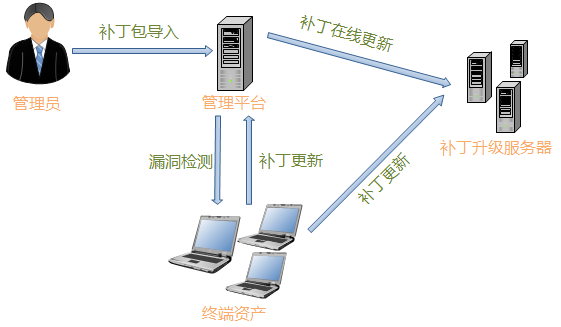 补丁包导入
补丁在线更新
管理员
管理平台
补丁升级服务器
漏洞检测
补丁更新
补丁更新
终端资产